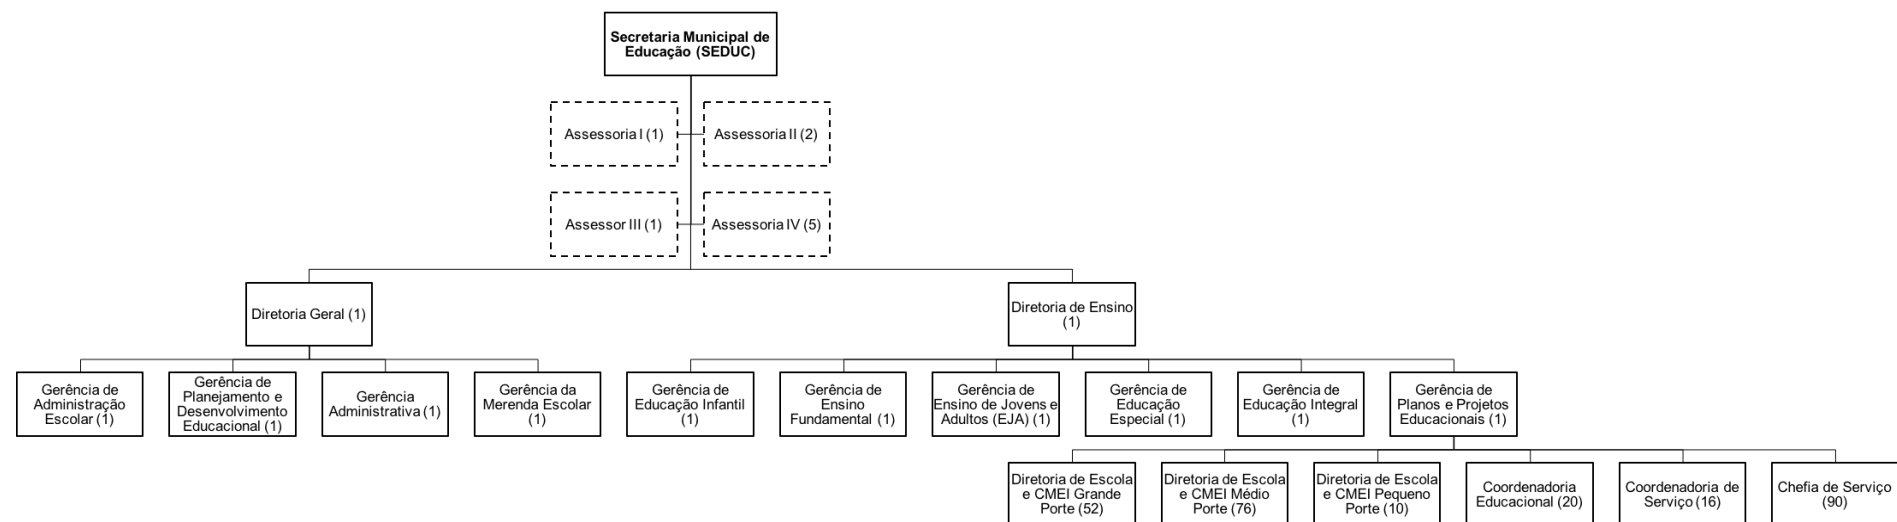 Secretaria Municipal de
Educação (SEDUC)
Assessoria I (1)
Assessoria II (2)
Assessor III (1)
Assessoria IV (5)
Diretoria Geral (1)
Diretoria de Ensino
(1)
Gerência de
Administração
Escolar (1)
Gerência de
Planejamento e
Desenvolvimento
Educacional (1)
Gerência
Administrativa (1)
Gerência da
Merenda Escolar
(1)
Gerência de
Educação Infantil
(1)
Gerência de
Ensino
Fundamental (1)
Gerência de
Ensino de Jovens e
Adultos (EJA) (1)
Gerência de
Educação
Especial (1)
Gerência de
Educação Integral
(1)
Gerência de
Planos e Projetos
Educacionais (1)
Diretoria de Escola
e CMEI Grande
Porte (52)
Diretoria de Escola
e CMEI Médio
Porte (76)
Diretoria de Escola
e CMEI Pequeno
Porte (10)
Coordenadoria
Educacional (20)
Coordenadoria de
Serviço (16)
Chefia de Serviço
(90)